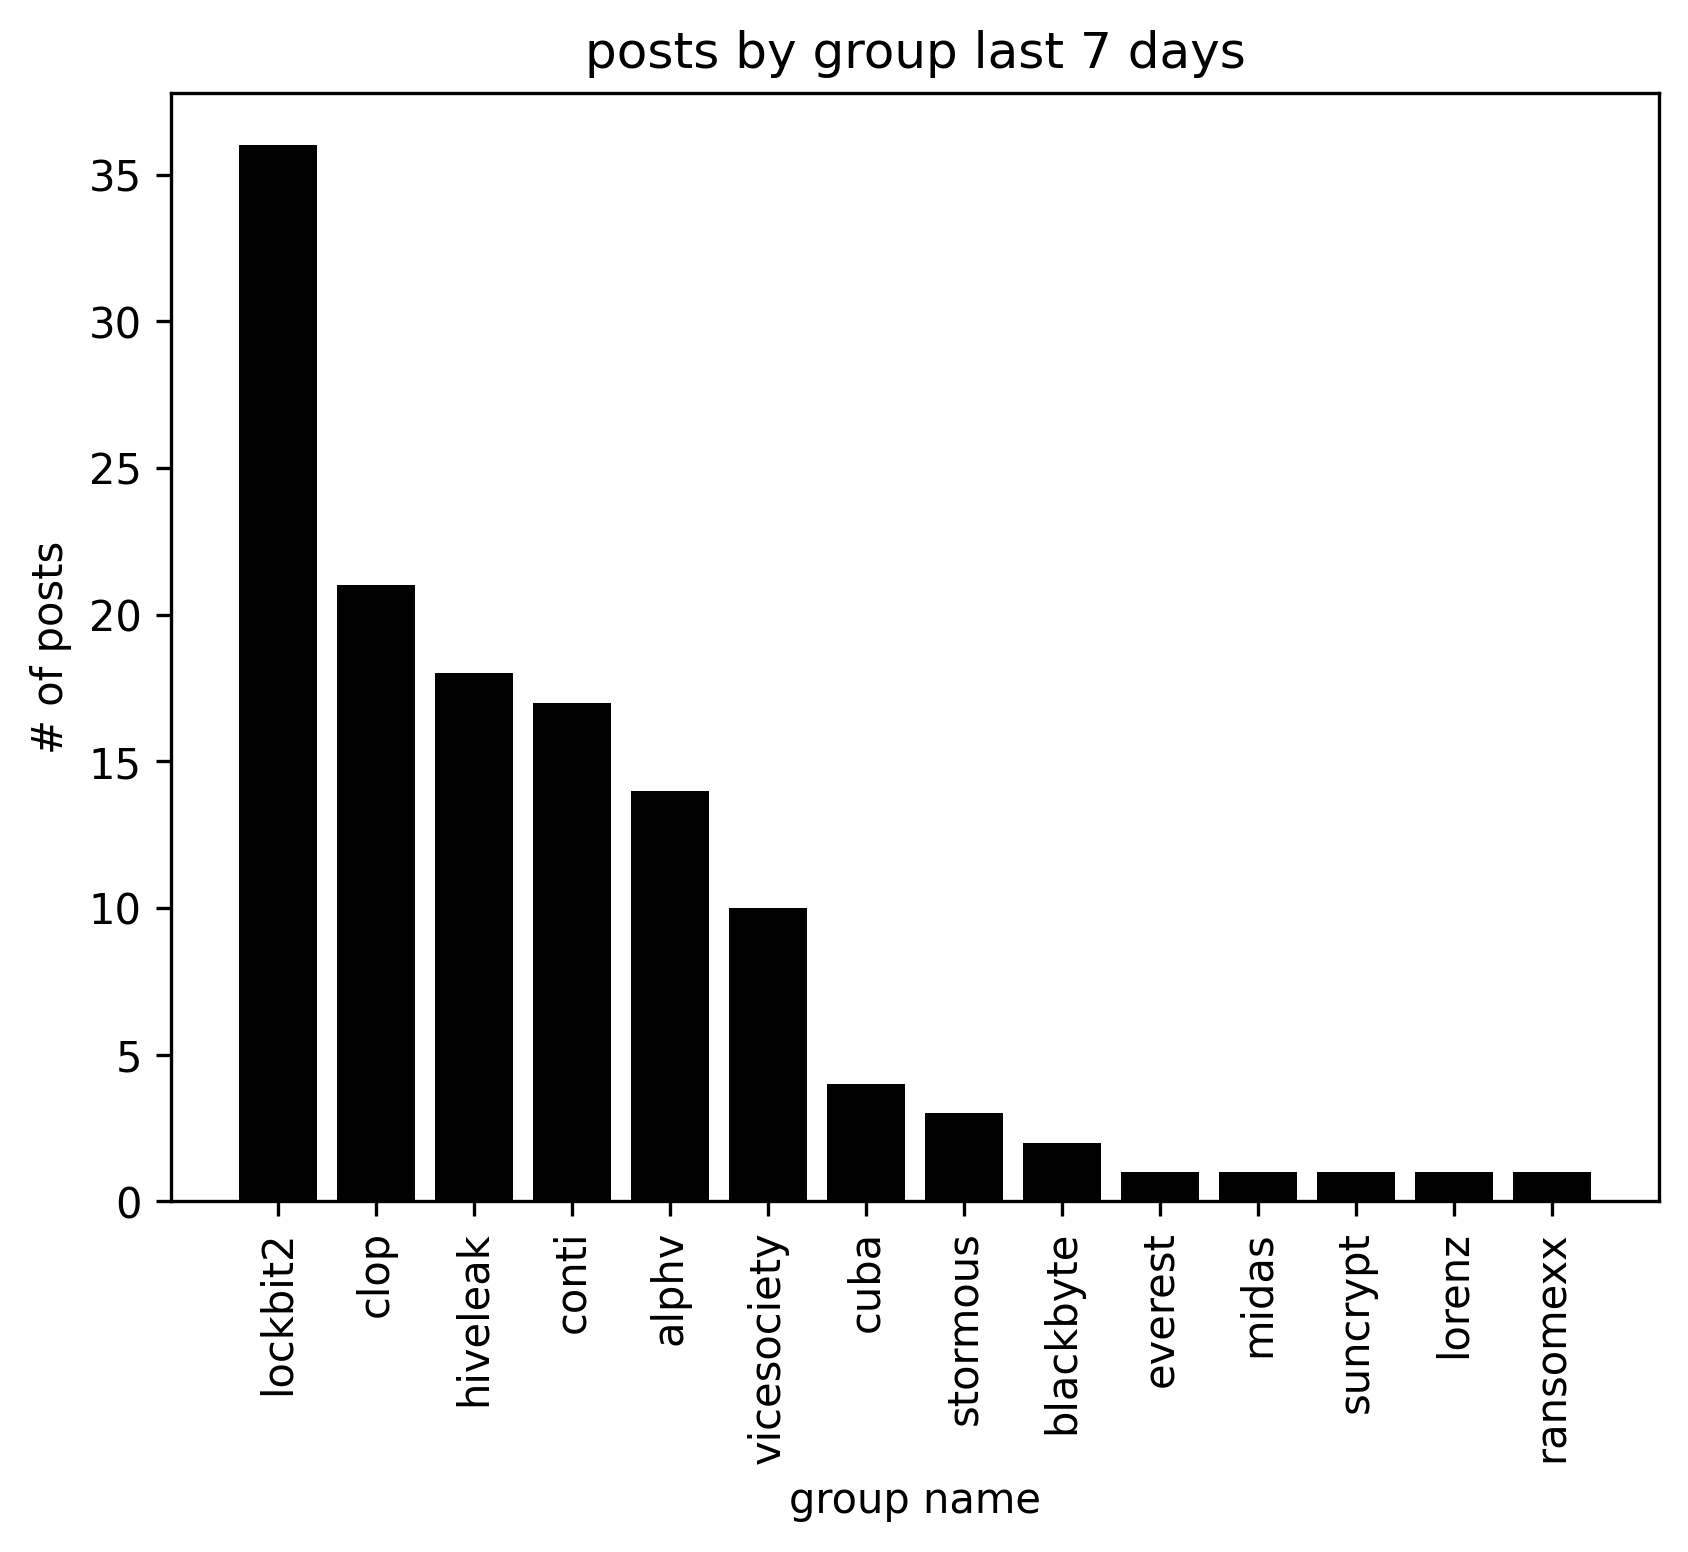 posts by group last 7 days
# of posts
35
30
25
20
15
10
5
0
lockbit2
clop
hiveleak
conti
alphv
vicesociety
cuba
stormous
blackbyte
everest
midas
suncrypt
lorenz
ransomexx
group name